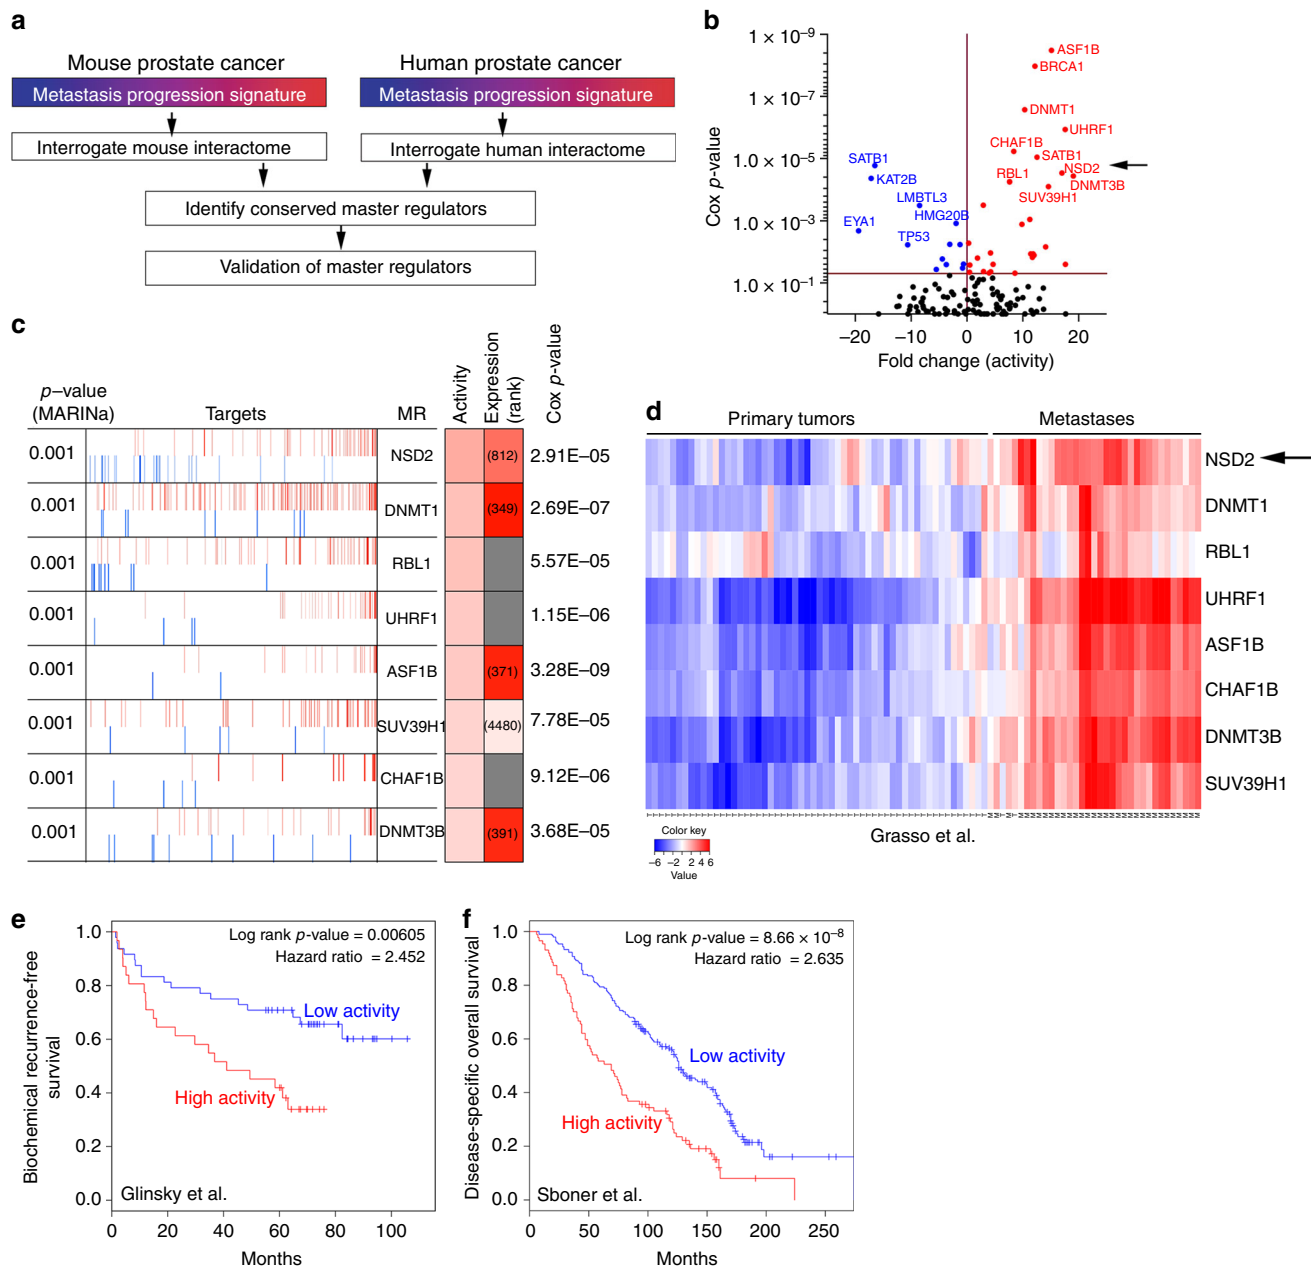 a
Mouse prostate cancer
Human prostate cancer
Metastasis progression signature
Metastasis progression signature
Interrogate mouse interactome
Interrogate human interactome
Identify conserved master regulators
Validation of master regulators
b
1 × 10⁻⁹
1 × 10⁻⁷
1.0 × 10⁻⁵
1.0 × 10⁻³
1.0 × 10⁻¹
Cox p-value
ASF1B
BRCA1
DNMT1
UHRF1
CHAF1B
SATB1
SATB1
NSD2
KAT2B
RBL1
DNMT3B
LMBTL3
SUV39H1
HMG20B
EYA1
TP53
−20 −10 0 10 20
Fold change (activity)
c
p–value
(MARINa)
Targets
MR
Activity
Expression
(rank)
Cox p-value
0.001 NSD2 (812) 2.91E–05
0.001 DNMT1 (349) 2.69E–07
0.001 RBL1 5.57E–05
0.001 UHRF1 1.15E–06
0.001 ASF1B (371) 3.28E–09
0.001 SUV39H1 (4480) 7.78E–05
0.001 CHAF1B 9.12E–06
0.001 DNMT3B (391) 3.68E–05
d
Primary tumors
Metastases
NSD2
DNMT1
RBL1
UHRF1
ASF1B
CHAF1B
DNMT3B
SUV39H1
Color key
−6 −2 2 4 6
Value
Grasso et al.
e
Biochemical recurrence-free
survival
1.0
0.8
0.6
0.4
0.2
0.0
Log rank p-value = 0.00605
Hazard ratio = 2.452
Low activity
High activity
Glinsky et al.
0 20 40 60 80 100
Months
f
Disease-specific overall survival
1.0
0.8
0.6
0.4
0.2
0.0
Log rank p-value = 8.66 × 10⁻⁸
Hazard ratio = 2.635
Low activity
High activity
Sboner et al.
0 50 100 150 200 250
Months